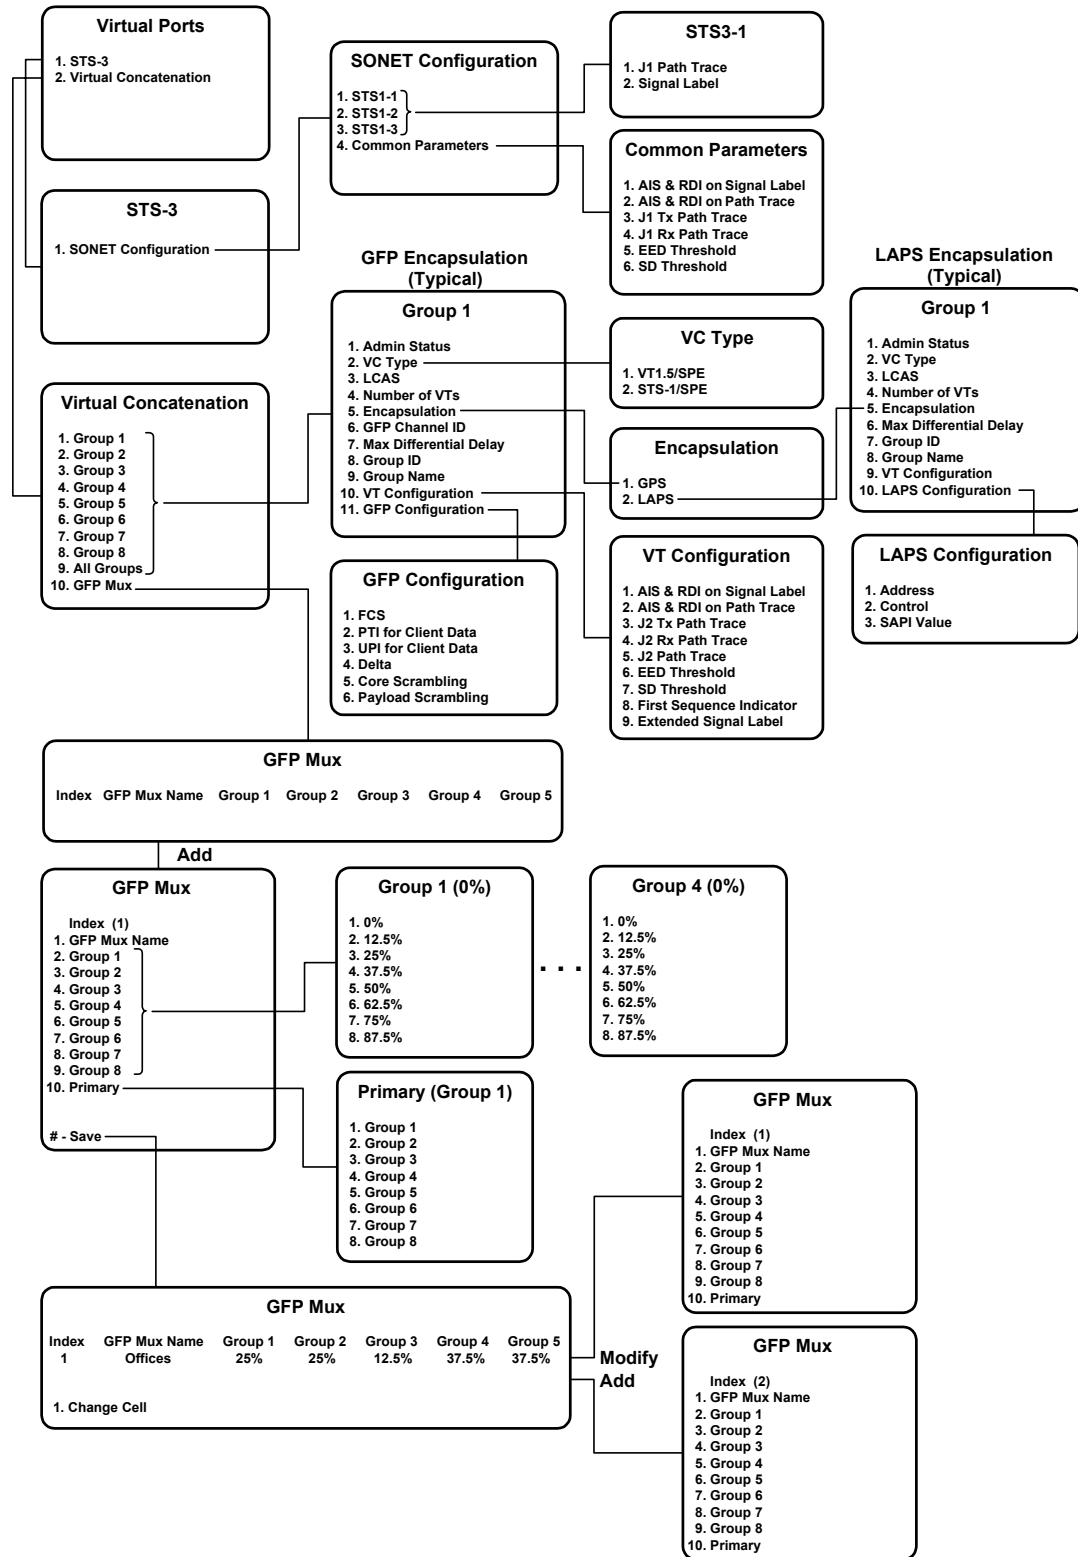 Virtual Ports
1. STS-3
2. Virtual Concatenation
SONET Configuration
1. STS1-1
2. STS1-2
3. STS1-3
4. Common Parameters
STS3-1
1. J1 Path Trace
2. Signal Label
Common Parameters
1. AIS & RDI on Signal Label
2. AIS & RDI on Path Trace
3. J1 Tx Path Trace
4. J1 Rx Path Trace
5. EED Threshold
6. SD Threshold
STS-3
1. SONET Configuration
GFP Encapsulation
(Typical)
Group 1
1. Admin Status
2. VC Type
3. LCAS
4. Number of VTs
5. Encapsulation
6. GFP Channel ID
7. Max Differential Delay
8. Group ID
9. Group Name
10. VT Configuration
11. GFP Configuration
VC Type
1. VT1.5/SPE
2. STS-1/SPE
Encapsulation
1. GPS
2. LAPS
LAPS Encapsulation
(Typical)
Group 1
1. Admin Status
2. VC Type
3. LCAS
4. Number of VTs
5. Encapsulation
6. Max Differential Delay
7. Group ID
8. Group Name
9. VT Configuration
10. LAPS Configuration
Virtual Concatenation
1. Group 1
2. Group 2
3. Group 3
4. Group 4
5. Group 5
6. Group 6
7. Group 7
8. Group 8
9. All Groups
10. GFP Mux
GFP Configuration
1. FCS
2. PTI for Client Data
3. UPI for Client Data
4. Delta
5. Core Scrambling
6. Payload Scrambling
VT Configuration
1. AIS & RDI on Signal Label
2. AIS & RDI on Path Trace
3. J2 Tx Path Trace
4. J2 Rx Path Trace
5. J2 Path Trace
6. EED Threshold
7. SD Threshold
8. First Sequence Indicator
9. Extended Signal Label
LAPS Configuration
1. Address
2. Control
3. SAPI Value
GFP Mux
Index GFP Mux Name Group 1 Group 2 Group 3 Group 4 Group 5
Add
GFP Mux
Index (1)
1. GFP Mux Name
2. Group 1
3. Group 2
4. Group 3
5. Group 4
6. Group 5
7. Group 6
8. Group 7
9. Group 8
10. Primary
# - Save
Group 1 (0%)
1. 0%
2. 12.5%
3. 25%
4. 37.5%
5. 50%
6. 62.5%
7. 75%
8. 87.5%
. . .
Group 4 (0%)
1. 0%
2. 12.5%
3. 25%
4. 37.5%
5. 50%
6. 62.5%
7. 75%
8. 87.5%
Primary (Group 1)
1. Group 1
2. Group 2
3. Group 3
4. Group 4
5. Group 5
6. Group 6
7. Group 7
8. Group 8
GFP Mux
Index (1)
1. GFP Mux Name
2. Group 1
3. Group 2
4. Group 3
5. Group 4
6. Group 5
7. Group 6
8. Group 7
9. Group 8
10. Primary
GFP Mux
Index GFP Mux Name Group 1 Group 2 Group 3 Group 4 Group 5
1 Offices 25% 25% 12.5% 37.5% 37.5%
1. Change Cell
Modify
Add
GFP Mux
Index (2)
1. GFP Mux Name
2. Group 1
3. Group 2
4. Group 3
5. Group 4
6. Group 5
7. Group 6
8. Group 7
9. Group 8
10. Primary